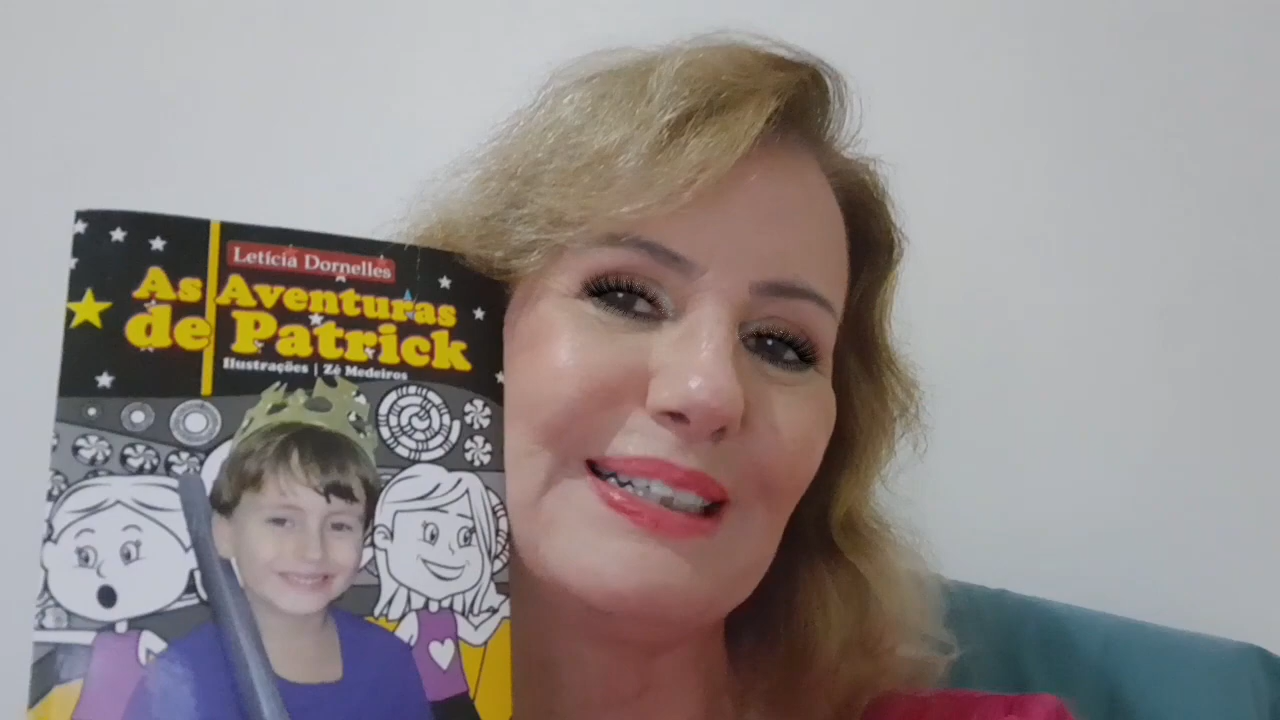 Letícia Dornelles
As Aventuras
de Patrick
Ilustrações | Zé Medeiros